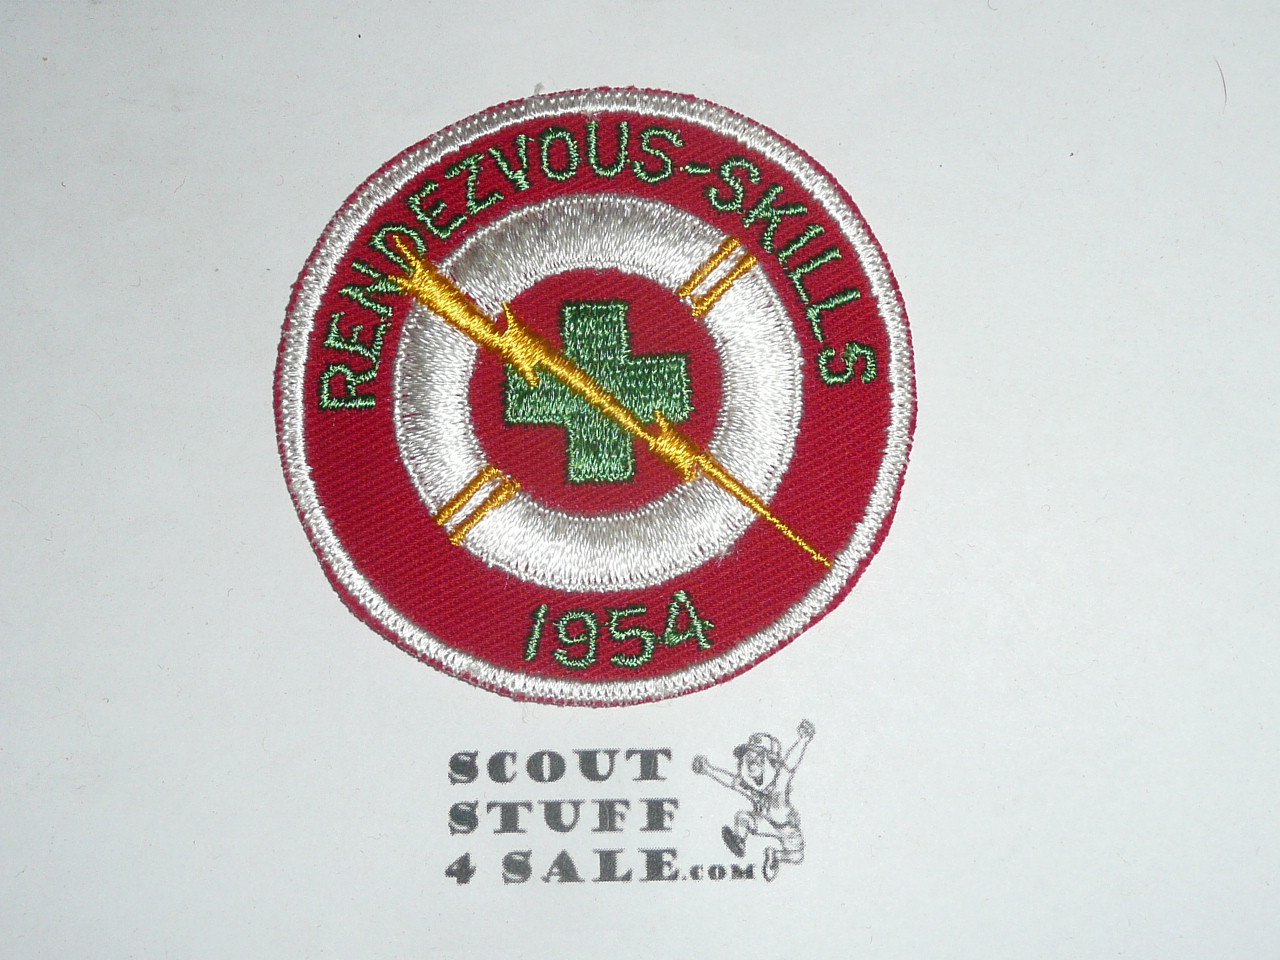 RENDEZVOUS-SKILLS
1954
SCOUT
STUFF
4 SALE.COM